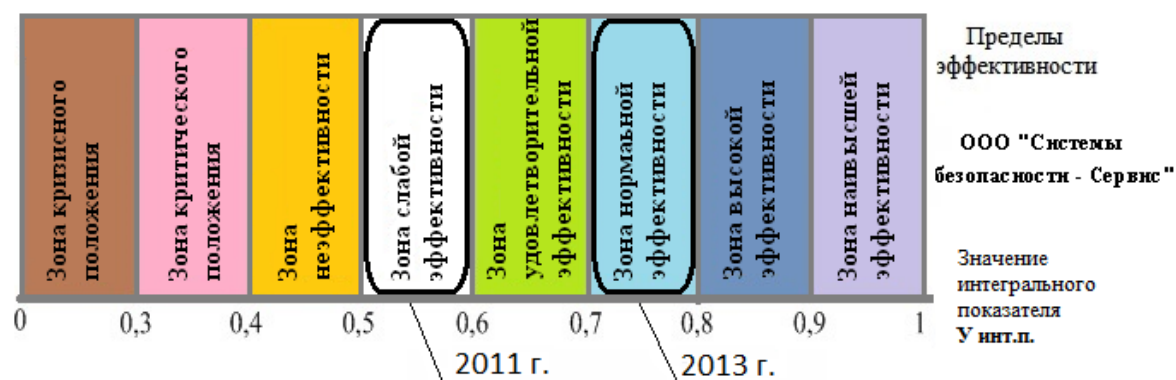 Зона кризисного
положения
Зона критического
положения
Зона
неэффективности
Зона слабой
эффективности
Зона
удовлетворительной
эффективности
Зона нормальной
эффективности
Зона высокой
эффективности
Зона наивысшей
эффективности
Пределы
эффективности
ООО "Системы
безопасности - Сервис"
Значение
интегрального
показателя
У инт.п.
0 0,3 0,4 0,5 0,6 0,7 0,8 0,9 1
2011 г. 2013 г.